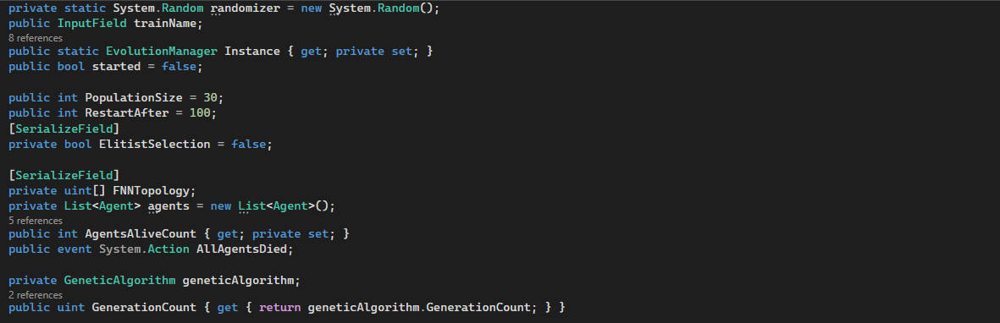 private static System.Random randomizer = new System.Random();
public InputField trainName;
8 references
public static EvolutionManager Instance { get; private set; }
public bool started = false;
public int PopulationSize = 30;
public int RestartAfter = 100;
[SerializeField]
private bool ElitistSelection = false;
[SerializeField]
private uint[] FNNTopology;
private List<Agent> agents = new List<Agent>();
5 references
public int AgentsAliveCount { get; private set; }
public event System.Action AllAgentsDied;
private GeneticAlgorithm geneticAlgorithm;
2 references
public uint GenerationCount { get { return geneticAlgorithm.GenerationCount; } }